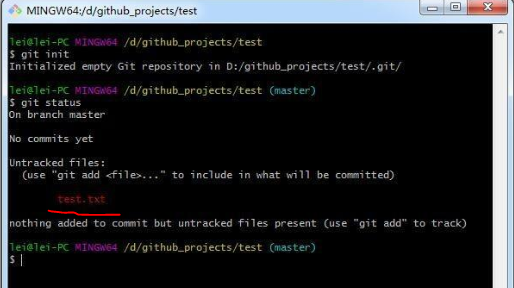 MINGW64:/d/github_projects/test
lei@lei-PC MINGW64 /d/github_projects/test
$ git init
Initialized empty Git repository in D:/github_projects/test/.git/
lei@lei-PC MINGW64 /d/github_projects/test (master)
$ git status
On branch master
No commits yet
Untracked files:
(use "git add <file>..." to include in what will be committed)
test.txt
nothing added to commit but untracked files present (use "git add" to track)
lei@lei-PC MINGW64 /d/github_projects/test (master)
$